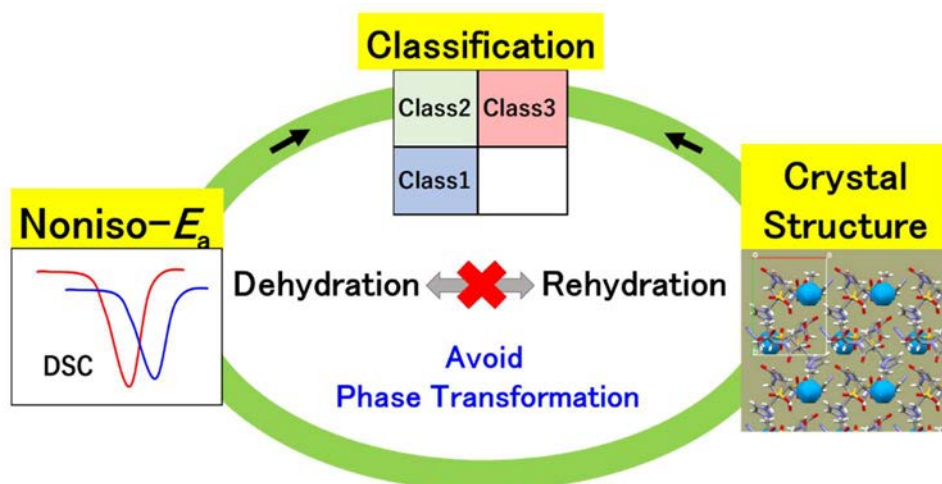 Classification
Class2
Class3
Class1
Noniso-Ea
DSC
Crystal
Structure
Dehydration
Rehydration
Avoid
Phase Transformation